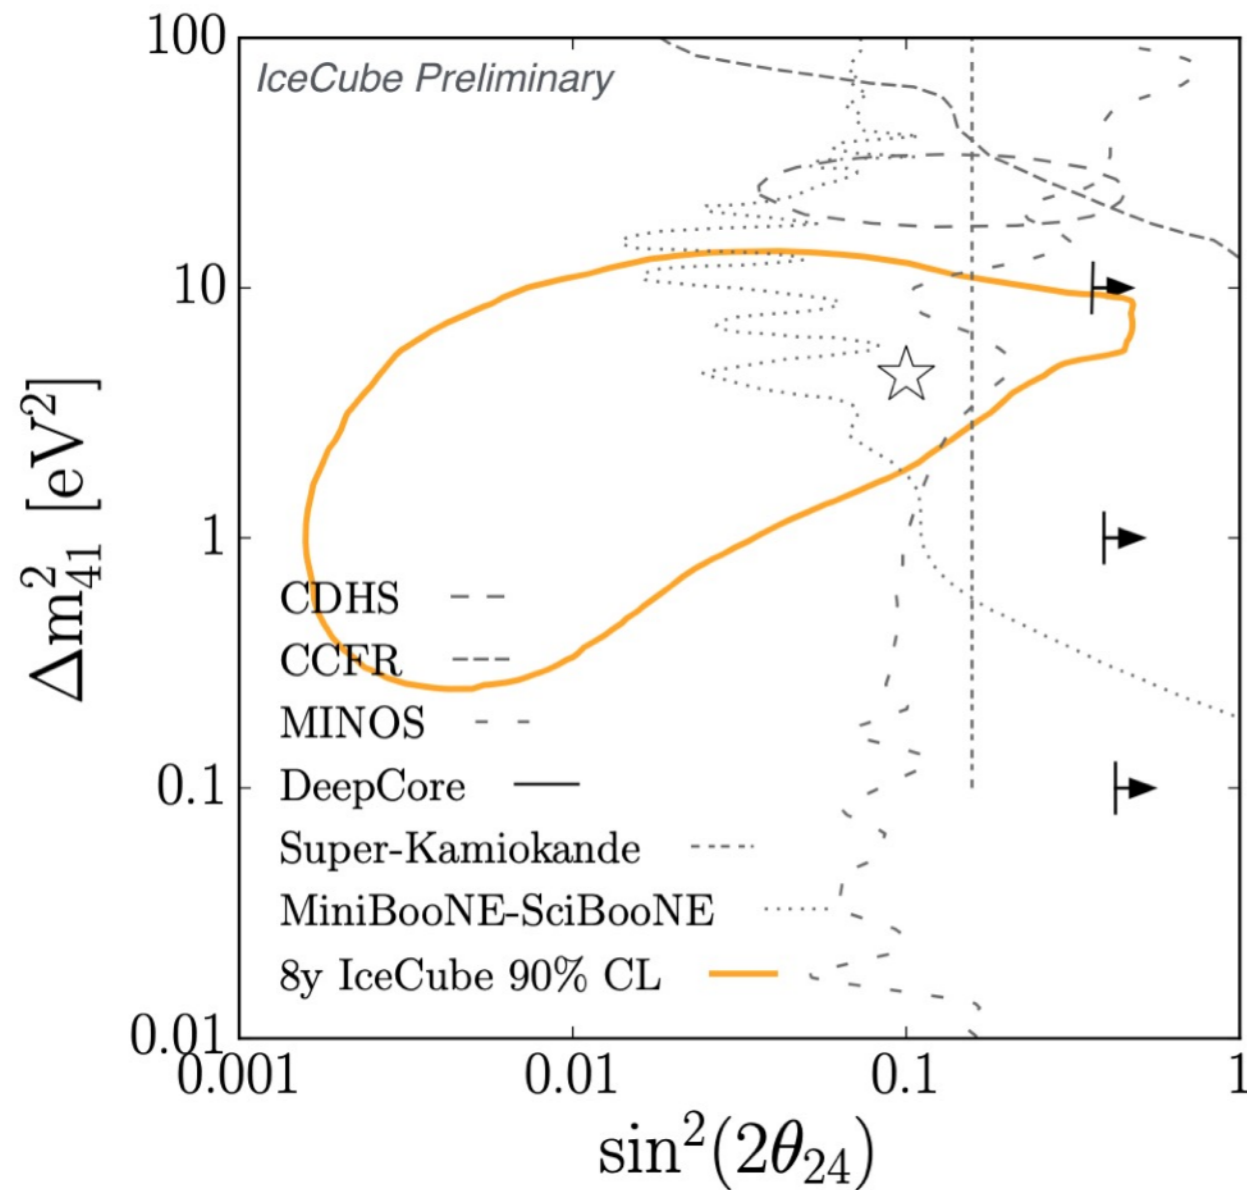 100
IceCube Preliminary
10
Δm²₄₁ [eV²]
1
CDHS
CCFR
MINOS
0.1
DeepCore
Super-Kamiokande
MiniBooNE-SciBooNE
8y IceCube 90% CL
0.01
0.001 0.01 0.1 1
sin²(2θ₂₄)